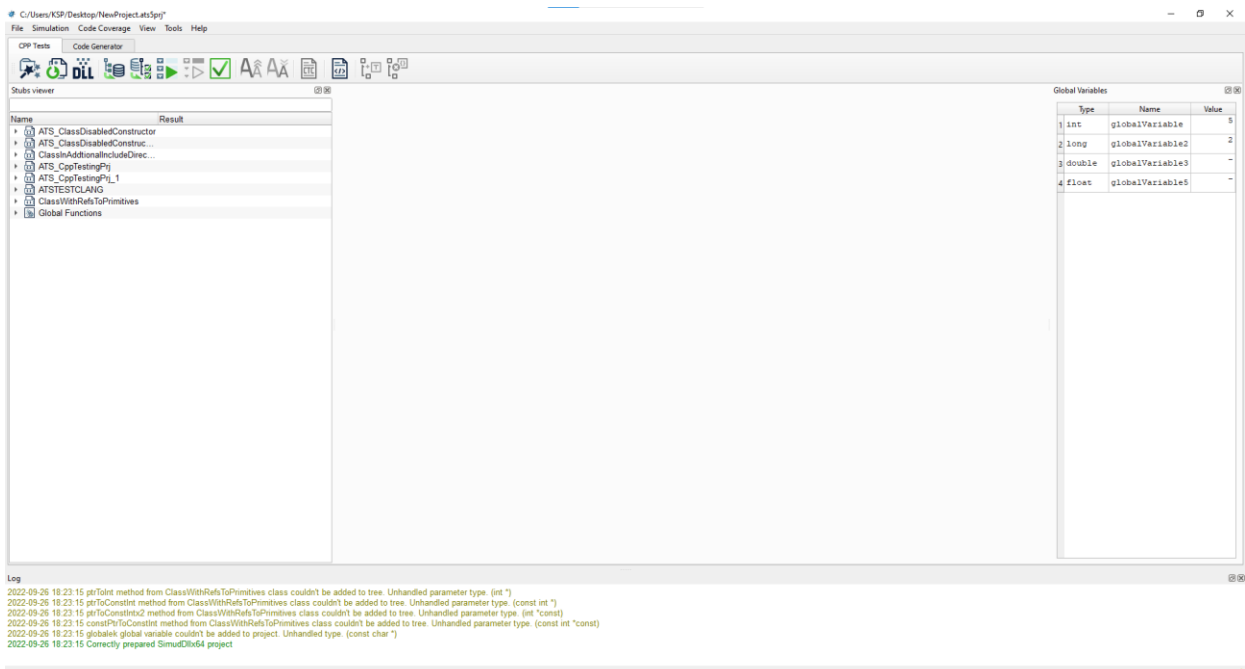 C:/Users/KSP/Desktop/NewProject.ats5prj*
File Simulation Code Coverage View Tools Help
CPP Tests Code Generator
DLL
Stubs viewer
Name Result
ATS_ClassDisabledConstructor
ATS_ClassDisabledConstruc...
ClassInAddtionalIncludeDirec...
ATS_CppTestingPrj
ATS_CppTestingPrj_1
ATSTESTCLANG
ClassWithRefsToPrimitives
Global Functions
Global Variables
Type Name Value
1 int globalVariable 5
2 long globalVariable2 2
3 double globalVariable3 -
4 float globalVariable5 -
Log
2022-09-26 18:23:15 ptrToInt method from ClassWithRefsToPrimitives class couldn't be added to tree. Unhandled parameter type. (int *)
2022-09-26 18:23:15 ptrToConstInt method from ClassWithRefsToPrimitives class couldn't be added to tree. Unhandled parameter type. (const int *)
2022-09-26 18:23:15 ptrToConstIntx2 method from ClassWithRefsToPrimitives class couldn't be added to tree. Unhandled parameter type. (int *const)
2022-09-26 18:23:15 constPtrToConstInt method from ClassWithRefsToPrimitives class couldn't be added to tree. Unhandled parameter type. (const int *const)
2022-09-26 18:23:15 globalek global variable couldn't be added to project. Unhandled type. (const char *)
2022-09-26 18:23:15 Correctly prepared SimudDllx64 project